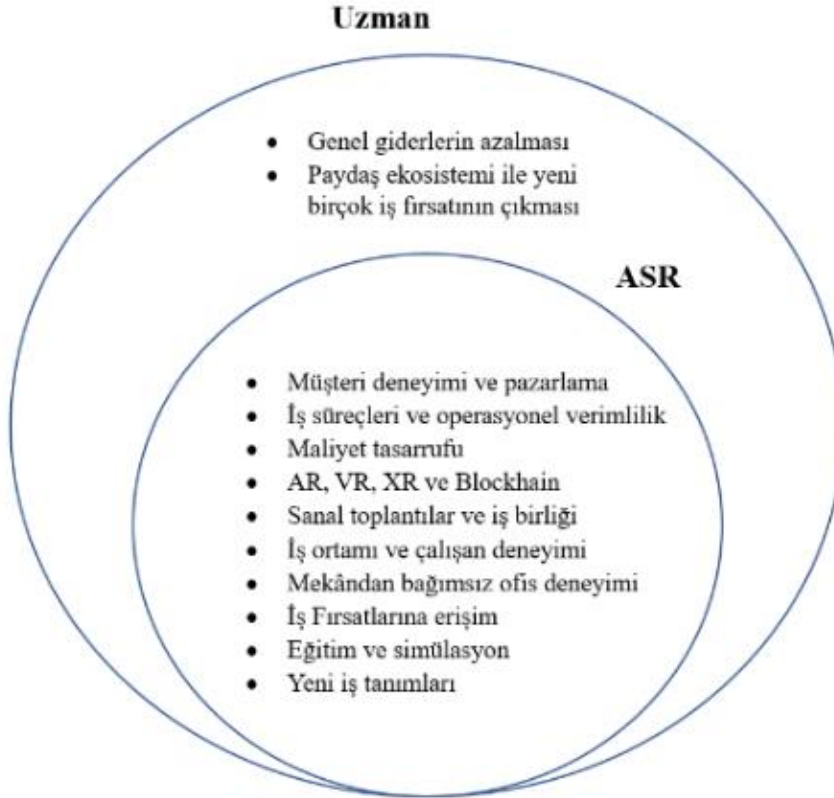 Uzman
• Genel giderlerin azalması
• Paydaş ekosistemi ile yeni
birçok iş fırsatının çıkması
ASR
• Müşteri deneyimi ve pazarlama
• İş süreçleri ve operasyonel verimlilik
• Maliyet tasarrufu
• AR, VR, XR ve Blockhain
• Sanal toplantılar ve iş birliği
• İş ortamı ve çalışan deneyimi
• Mekândan bağımsız ofis deneyimi
• İş Fırsatlarına erişim
• Eğitim ve simülasyon
• Yeni iş tanımları